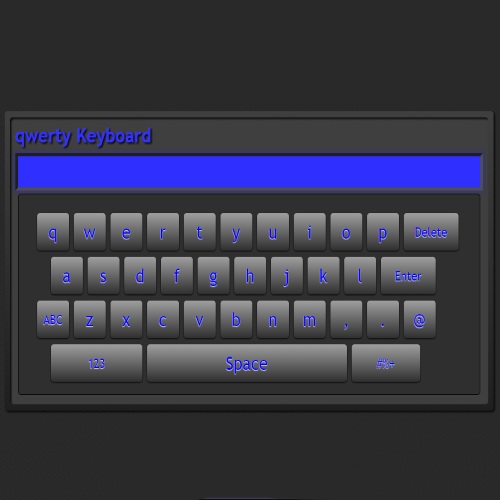 qwerty Keyboard
q w e r t y u i o p Delete
a s d f g h j k l Enter
ABC z x c v b n m , . @
123 Space #%+